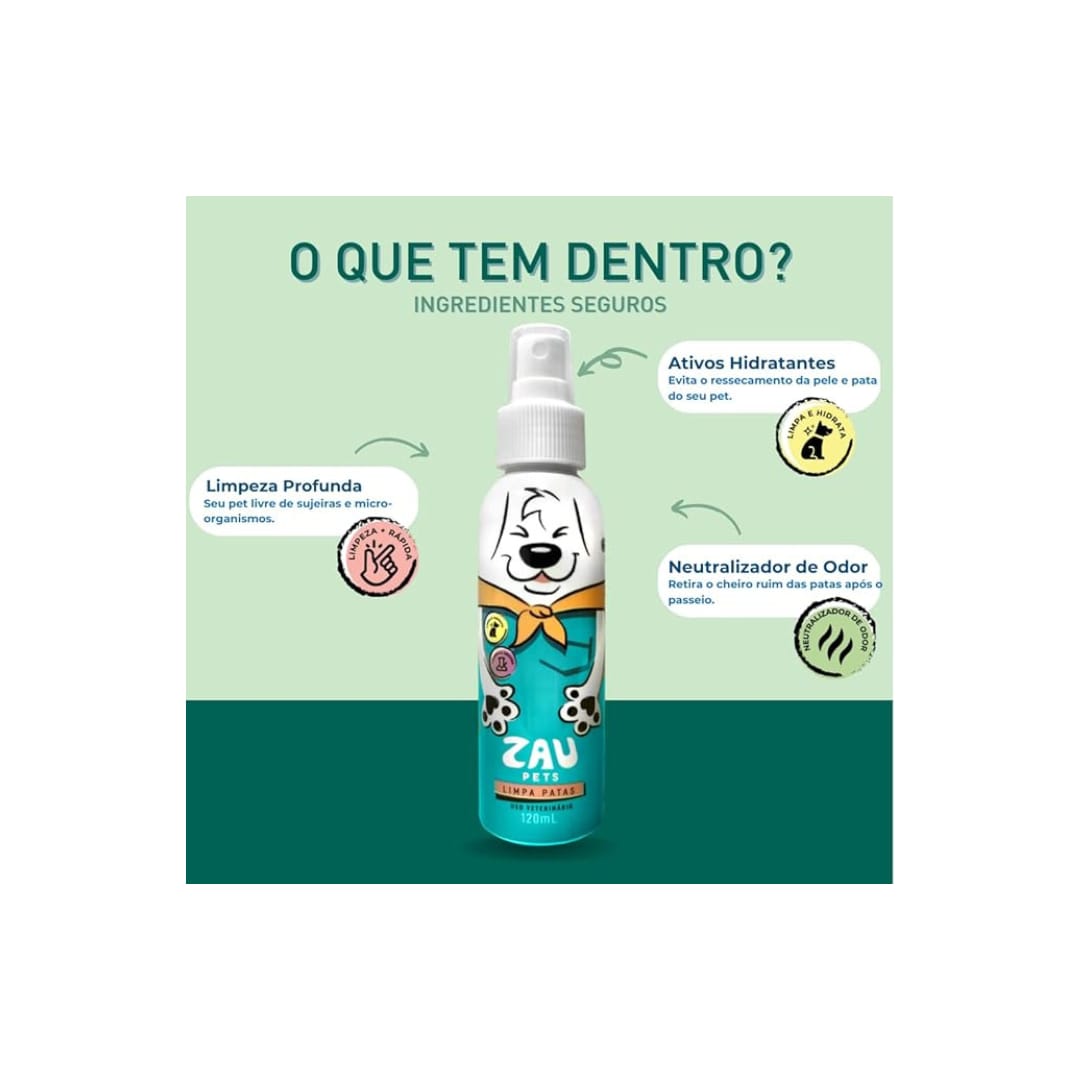 O QUE TEM DENTRO?
INGREDIENTES SEGUROS
Ativos Hidratantes
Evita o ressecamento da pele e pata
do seu pet.
LIMPA E HIDRATA
Limpeza Profunda
Seu pet livre de sujeiras e micro-
organismos.
LIMPEZA + RÁPIDA
Neutralizador de Odor
Retira o cheiro ruim das patas após o
passeio.
NEUTRALIZADOR DE ODOR
ZAU
PETS
LIMPA PATAS
USO VETERINÁRIO
120mL